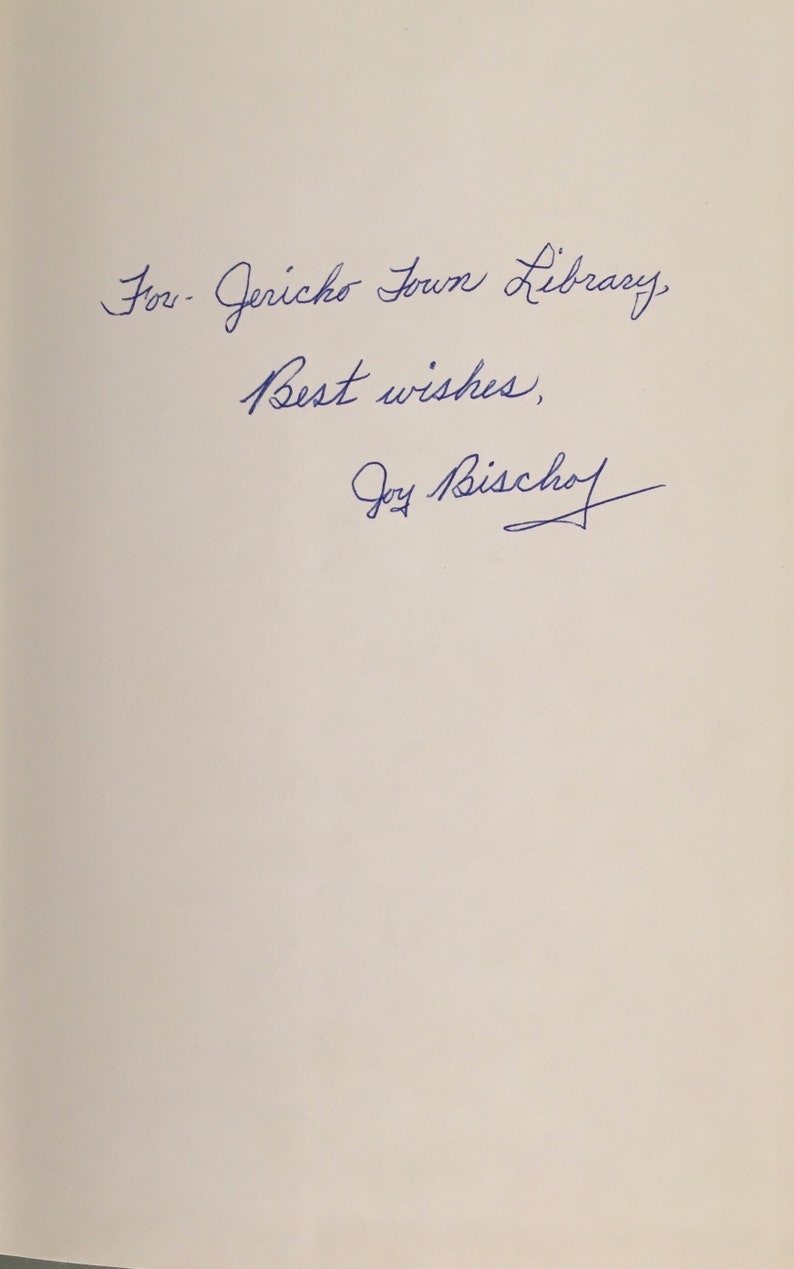 For- Jericho Town Library,
Best wishes,
Joy Bischof